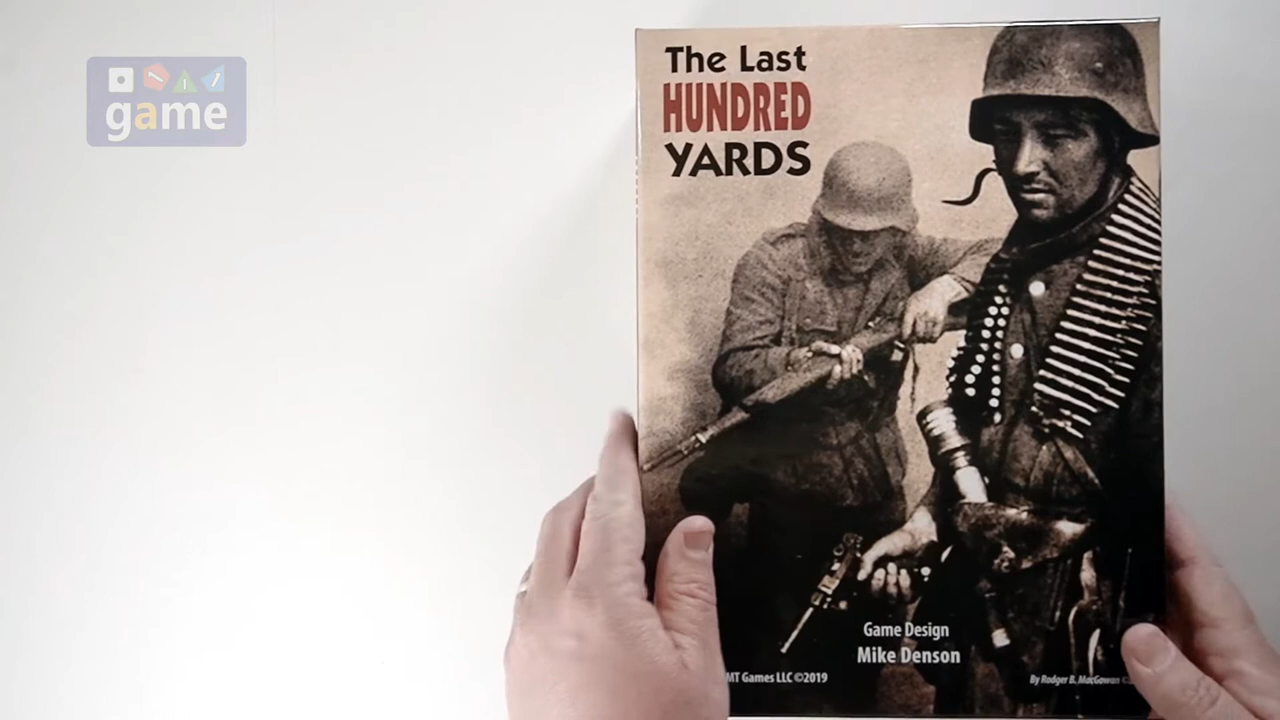 game
The Last
HUNDRED
YARDS
Game Design
Mike Denson
MT Games LLC ©2019
By Rodger B. MacGowan ©